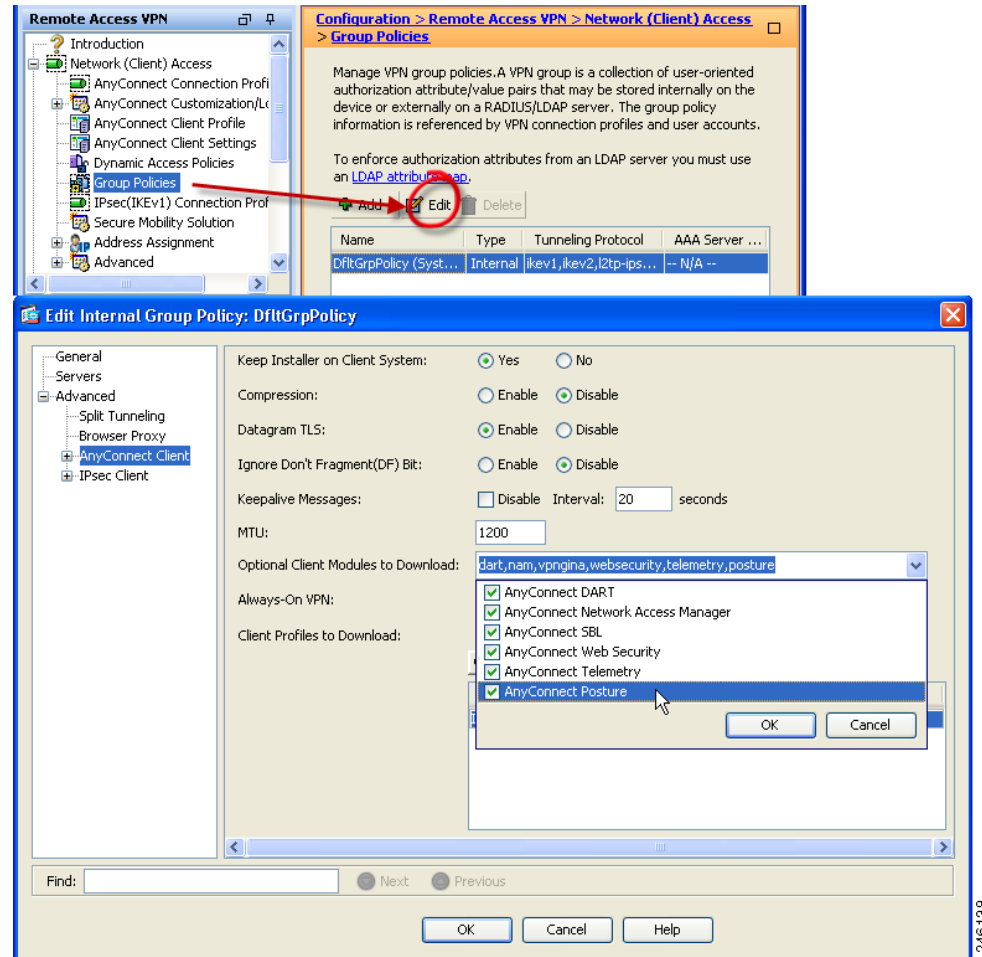 Remote Access VPN
Introduction
Network (Client) Access
AnyConnect Connection Profi
AnyConnect Customization/Lo
AnyConnect Client Profile
AnyConnect Client Settings
Dynamic Access Policies
Group Policies
IPsec(IKEv1) Connection Prof
Secure Mobility Solution
Address Assignment
Advanced
Configuration > Remote Access VPN > Network (Client) Access
> Group Policies
Manage VPN group policies.A VPN group is a collection of user-oriented
authorization attribute/value pairs that may be stored internally on the
device or externally on a RADIUS/LDAP server. The group policy
information is referenced by VPN connection profiles and user accounts.
To enforce authorization attributes from an LDAP server you must use
an LDAP attribute map.
Add Edit Delete
Name Type Tunneling Protocol AAA Server ...
DfltGrpPolicy (Syst... Internal ikev1,ikev2,l2tp-ips... -- N/A --
Edit Internal Group Policy: DfltGrpPolicy
General
Servers
Advanced
Split Tunneling
Browser Proxy
AnyConnect Client
IPsec Client
Keep Installer on Client System: Yes No
Compression: Enable Disable
Datagram TLS: Enable Disable
Ignore Don't Fragment(DF) Bit: Enable Disable
Keepalive Messages: Disable Interval: 20 seconds
MTU: 1200
Optional Client Modules to Download: dart,nam,vpngina,websecurity,telemetry,posture
Always-On VPN:
Client Profiles to Download:
AnyConnect DART
AnyConnect Network Access Manager
AnyConnect SBL
AnyConnect Web Security
AnyConnect Telemetry
AnyConnect Posture
OK Cancel
Find: Next Previous
OK Cancel Help